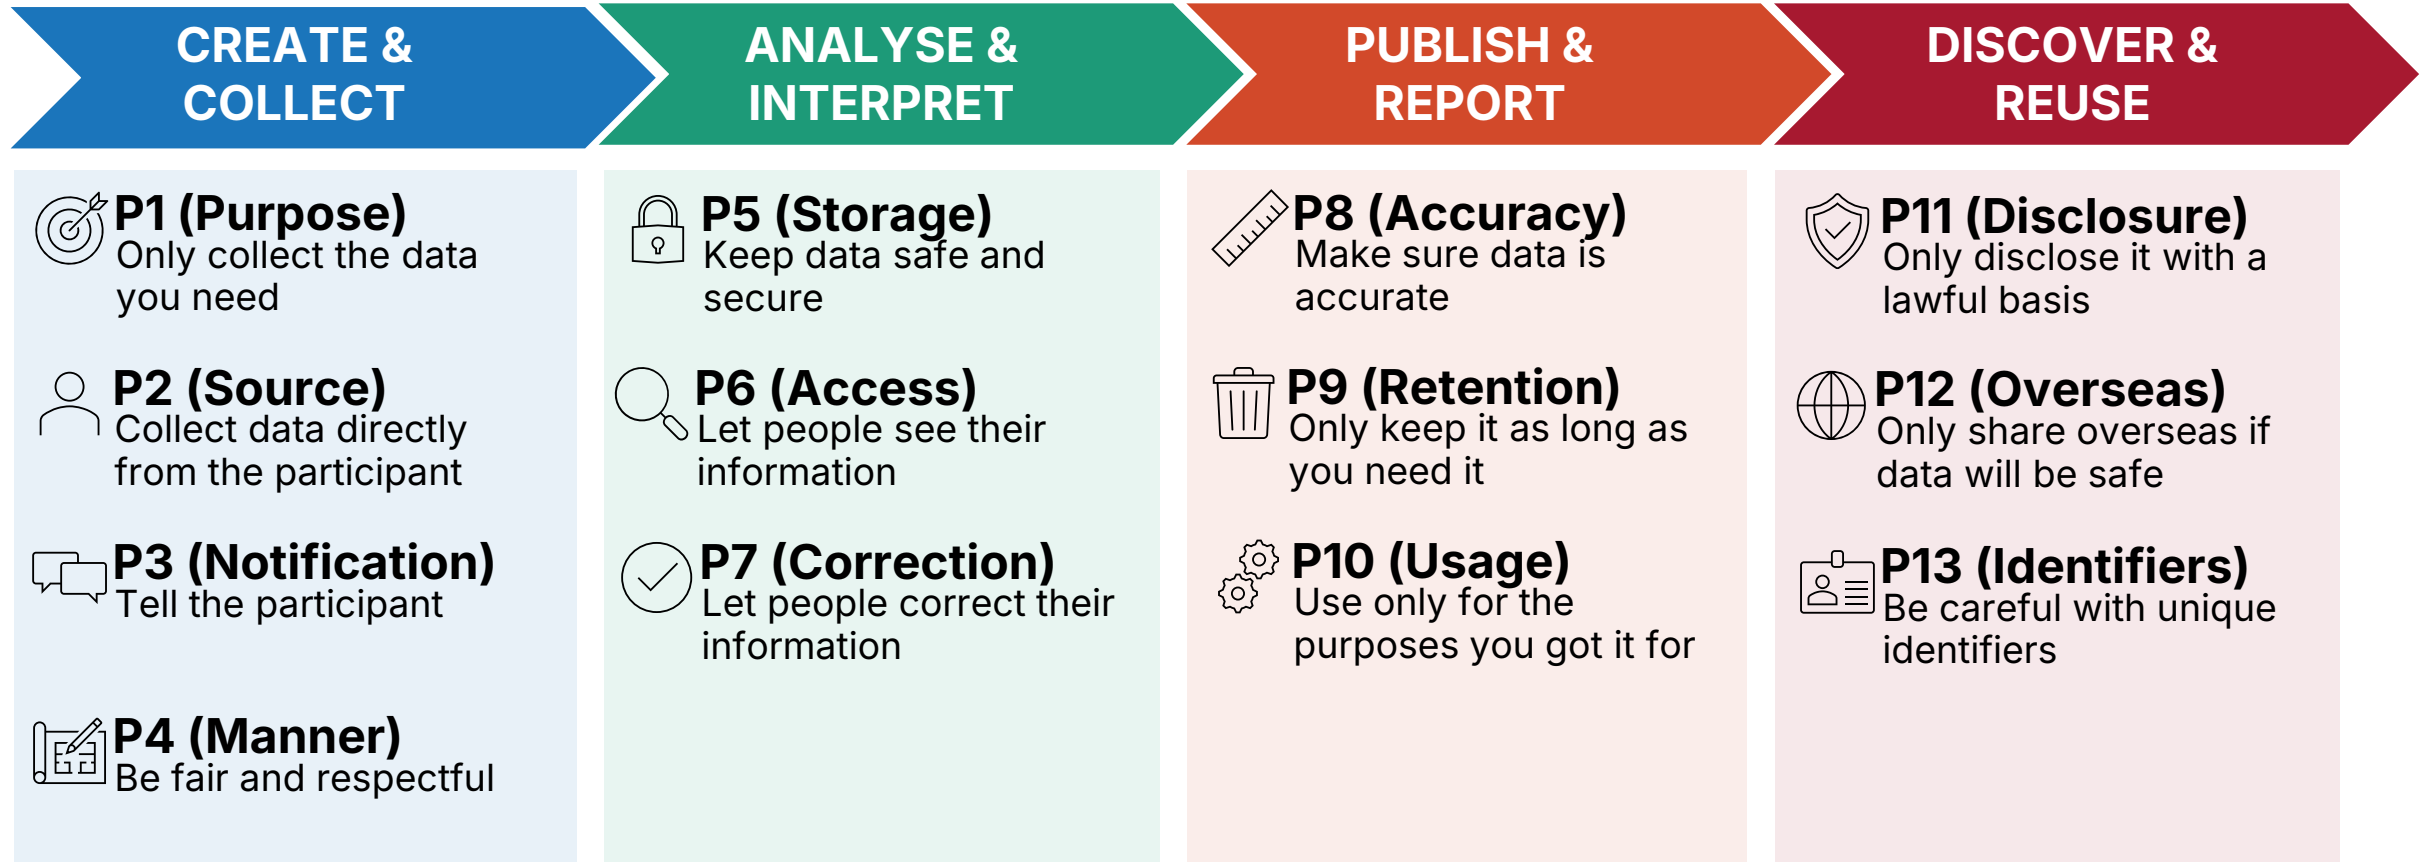 CREATE &
COLLECT
P1 (Purpose)
Only collect the data
you need
P2 (Source)
Collect data directly
from the participant
P3 (Notification)
Tell the participant
P4 (Manner)
Be fair and respectful
ANALYSE &
INTERPRET
P5 (Storage)
Keep data safe and
secure
P6 (Access)
Let people see their
information
P7 (Correction)
Let people correct their
information
PUBLISH &
REPORT
P8 (Accuracy)
Make sure data is
accurate
P9 (Retention)
Only keep it as long as
you need it
P10 (Usage)
Use only for the
purposes you got it for
DISCOVER &
REUSE
P11 (Disclosure)
Only disclose it with a
lawful basis
P12 (Overseas)
Only share overseas if
data will be safe
P13 (Identifiers)
Be careful with unique
identifiers